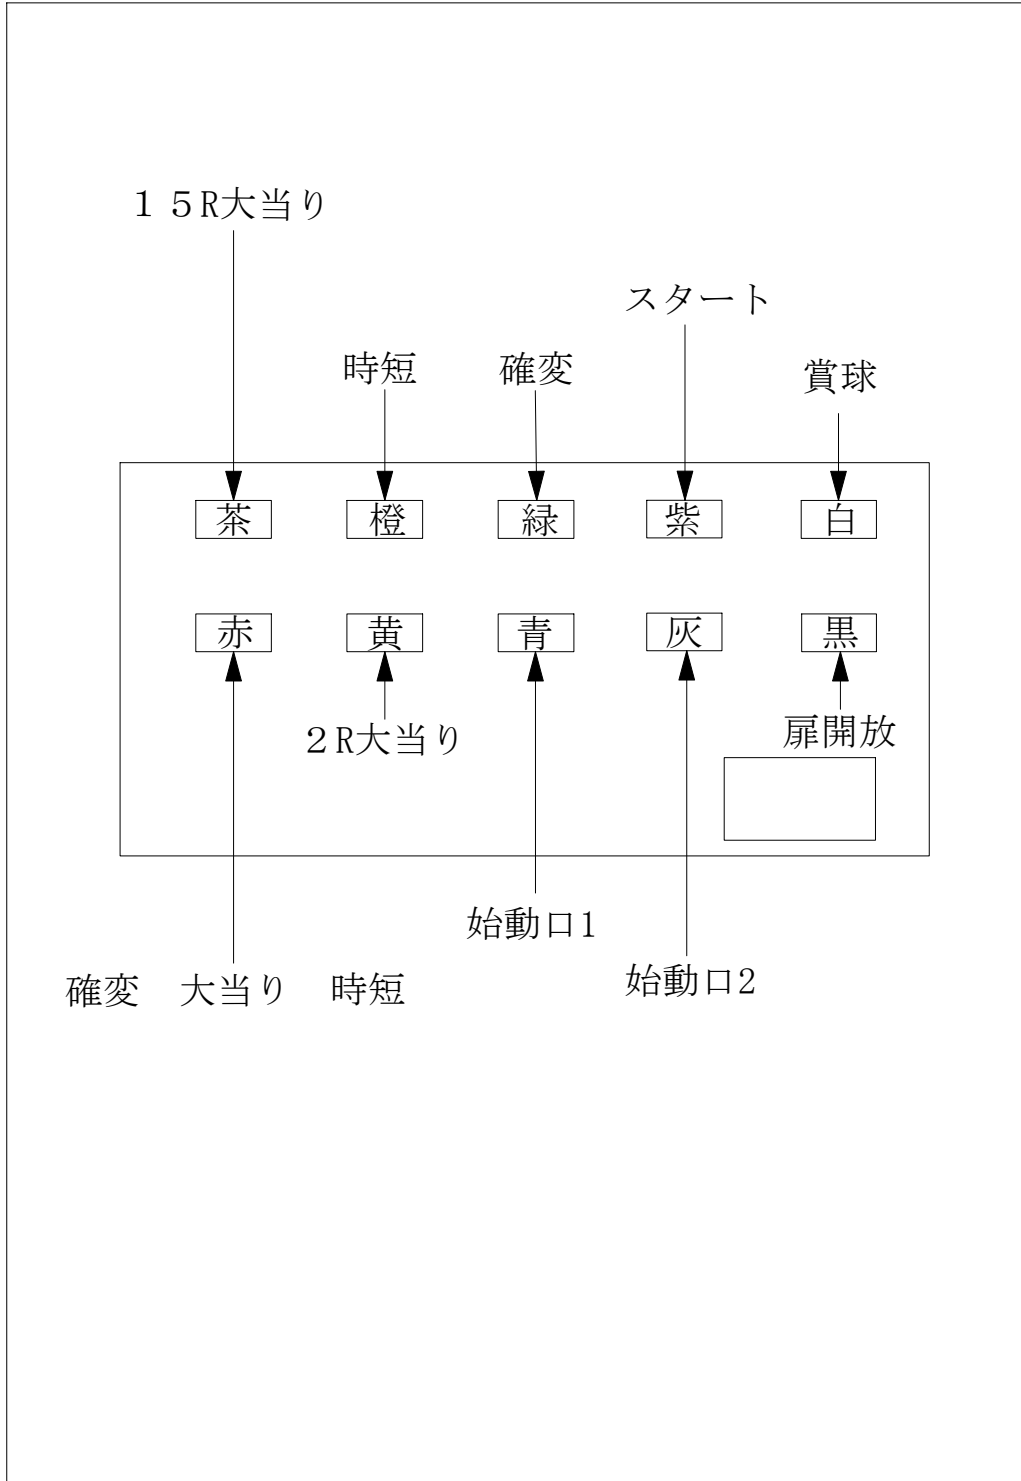 １５R大当り
スタート
時短　確変
賞球
茶　橙　緑　紫　白
赤　黄　青　灰　黒
２R大当り
扉開放
始動口1
始動口2
確変　大当り　時短